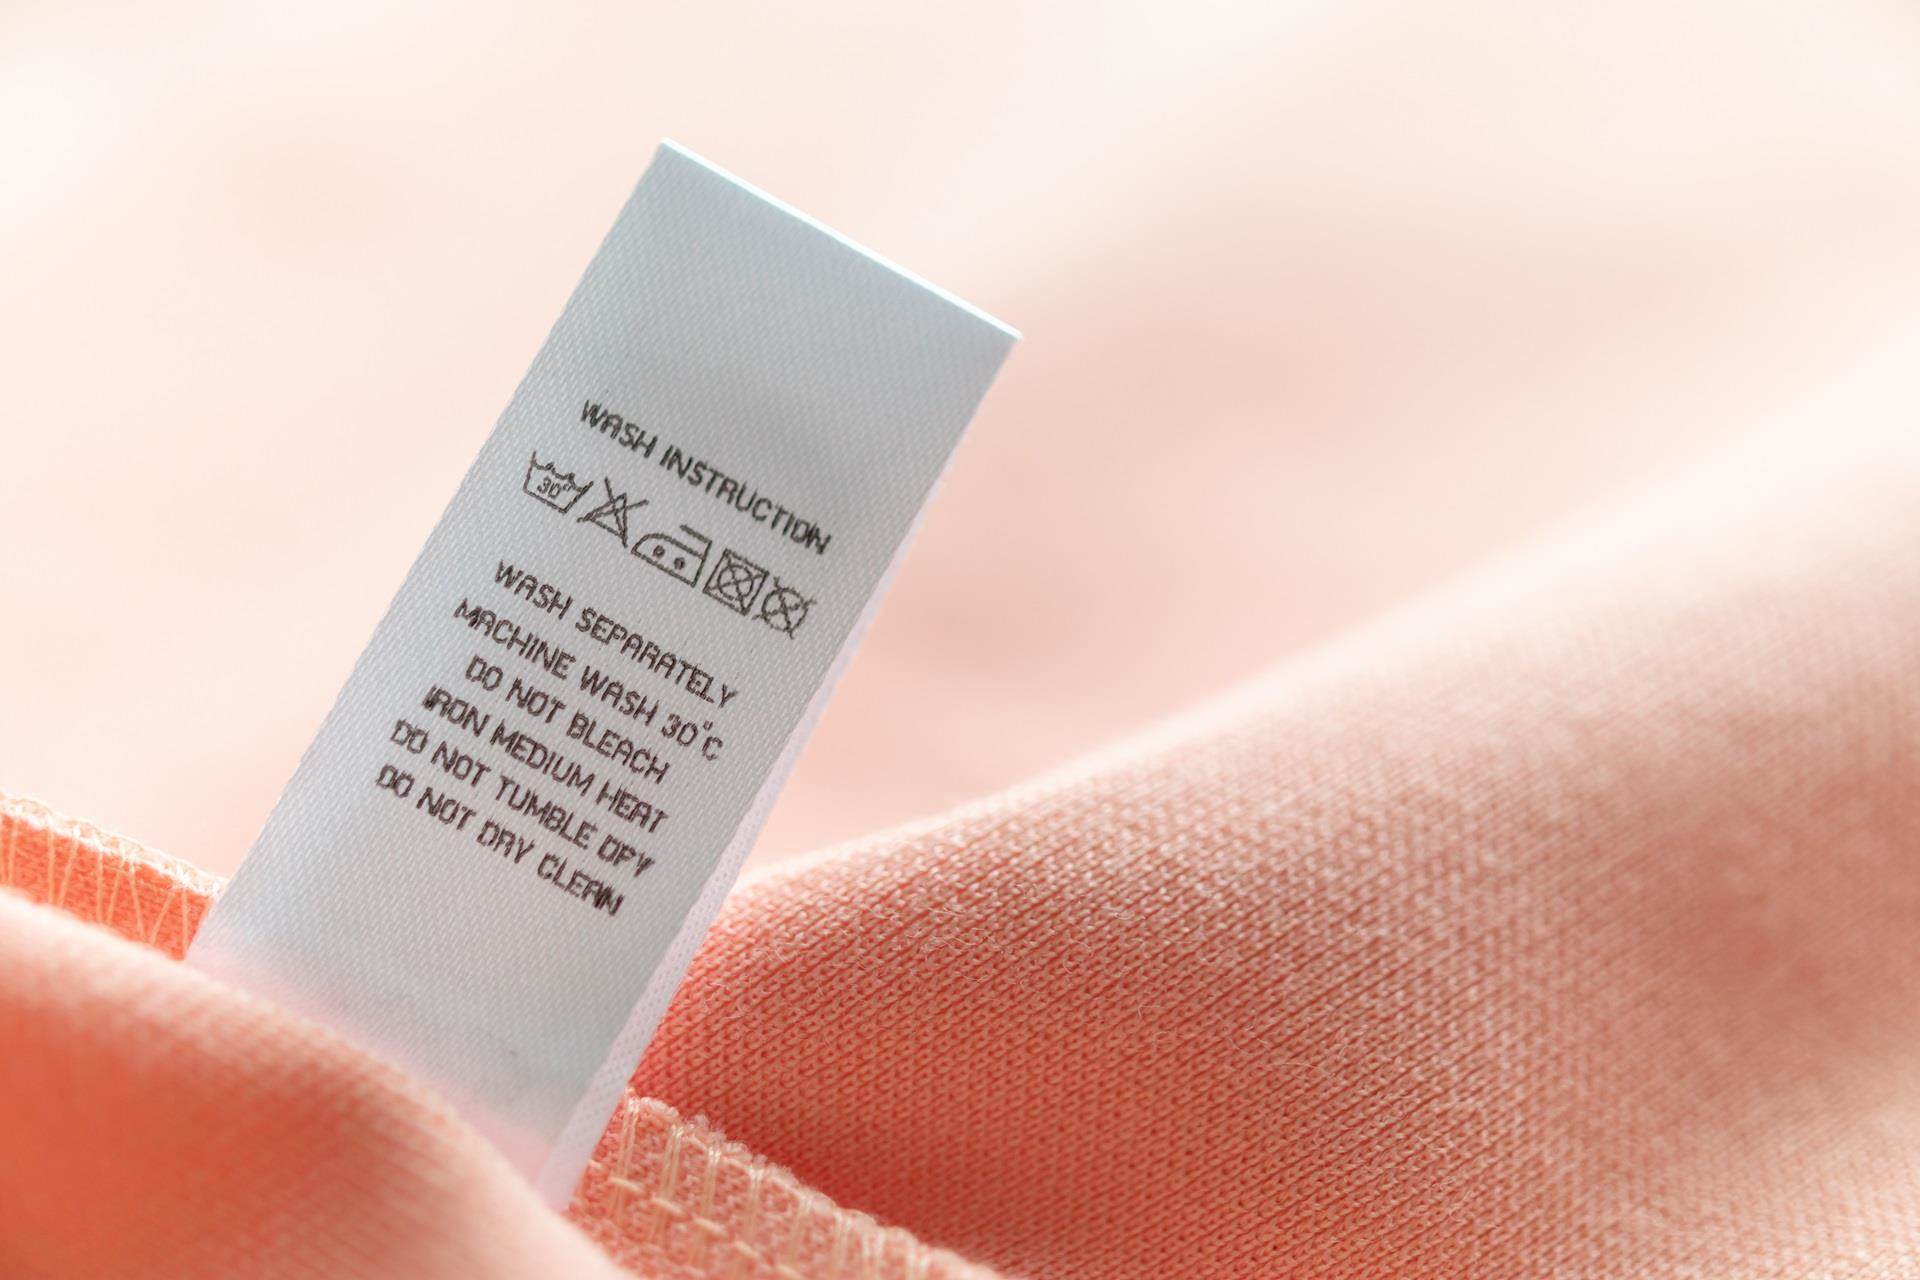 WASH INSTRUCTION
30°
WASH SEPARATELY
MACHINE WASH 30°C
DO NOT BLEACH
IRON MEDIUM HEAT
DO NOT TUMBLE DRY
DO NOT DRY CLEAN